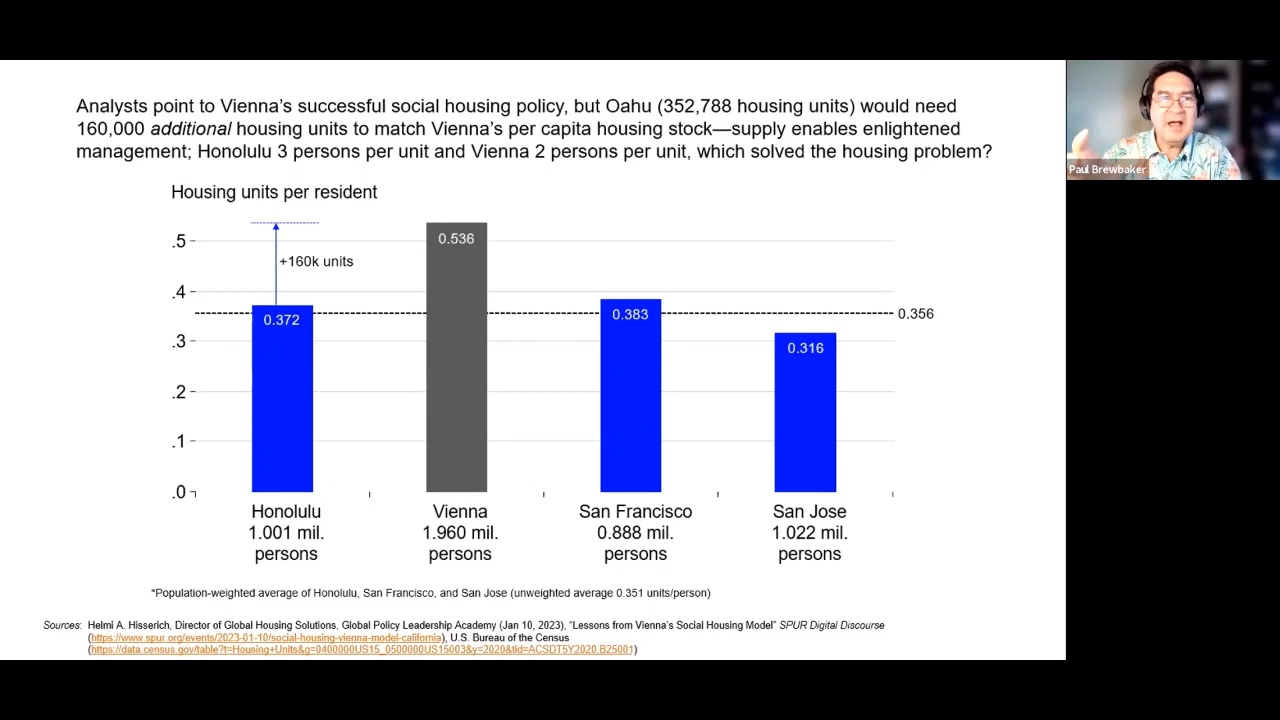 Analysts point to Vienna's successful social housing policy, but Oahu (352,788 housing units) would need
160,000 additional housing units to match Vienna's per capita housing stock—supply enables enlightened
management; Honolulu 3 persons per unit and Vienna 2 persons per unit, which solved the housing problem?
Paul Brewbaker
Housing units per resident
.5
.4
.3
.2
.1
.0
+160k units
0.372
0.536
0.383
0.316
0.356
Honolulu
1.001 mil.
persons
Vienna
1.960 mil.
persons
San Francisco
0.888 mil.
persons
San Jose
1.022 mil.
persons
*Population-weighted average of Honolulu, San Francisco, and San Jose (unweighted average 0.351 units/person)
Sources: Helmi A. Hisserich, Director of Global Housing Solutions, Global Policy Leadership Academy (Jan 10, 2023), "Lessons from Vienna's Social Housing Model" SPUR Digital Discourse
(https://www.spur.org/events/2023-01-10/social-housing-vienna-model-california), U.S. Bureau of the Census
(https://data.census.gov/table?t=Housing+Units&g=0400000US15_0500000US15003&y=2020&tid=ACSDT5Y2020.B25001)